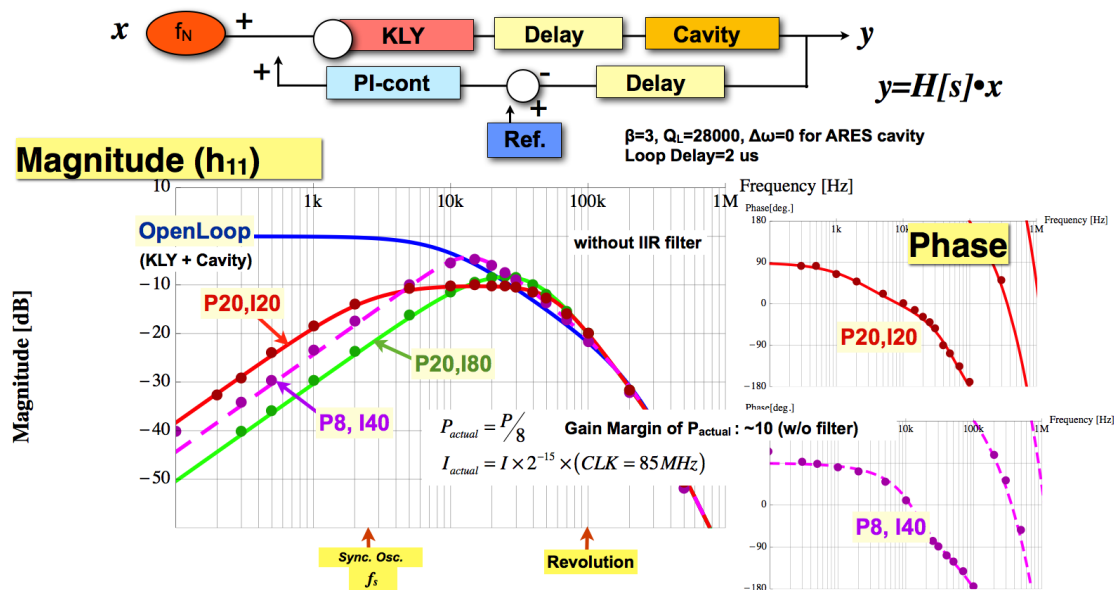 x
f_N
+
KLY
Delay
Cavity
y
+
PI-cont
-
+
Delay
y=H[s]•x
Ref.
β=3, Q_L=28000, Δω=0 for ARES cavity
Loop Delay=2 us
Magnitude (h₁₁)
Frequency [Hz]
10
1k
10k
100k
1M
OpenLoop
(KLY + Cavity)
without IIR filter
−10
−20
−30
−40
−50
Magnitude [dB]
P20,I20
P20,I80
P8, I40
P_actual = P/8
Gain Margin of P_actual : ~10 (w/o filter)
I_actual = I × 2⁻¹⁵ × (CLK = 85 MHz)
Sync. Osc.
f_s
Revolution
Phase[deg.]
180
1k
10k
100k
1M
Frequency [Hz]
Phase
90
0
−90
−180
P20,I20
Phase[deg.]
Frequency [Hz]
10k
100k
1M
0
−90
−180
P8, I40